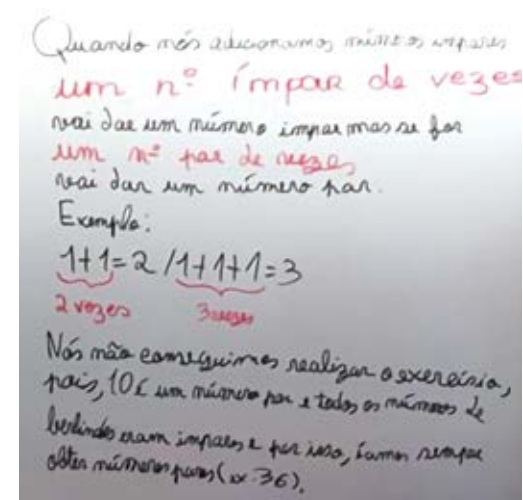 Quando nós adicionamos números impares
um nº ímpar de vezes
vai dar um número impar mas se for
um nº par de vezes
vai dar um número par.
Exemplo:
1+1=2 / 1+1+1=3
2 vezes 3 vezes
Nós não conseguimos realizar o exercício,
pois, 10 é um número par e todos os números de
berlindes eram impares e por isso, íamos sempre
obter números pares (ex: 36).